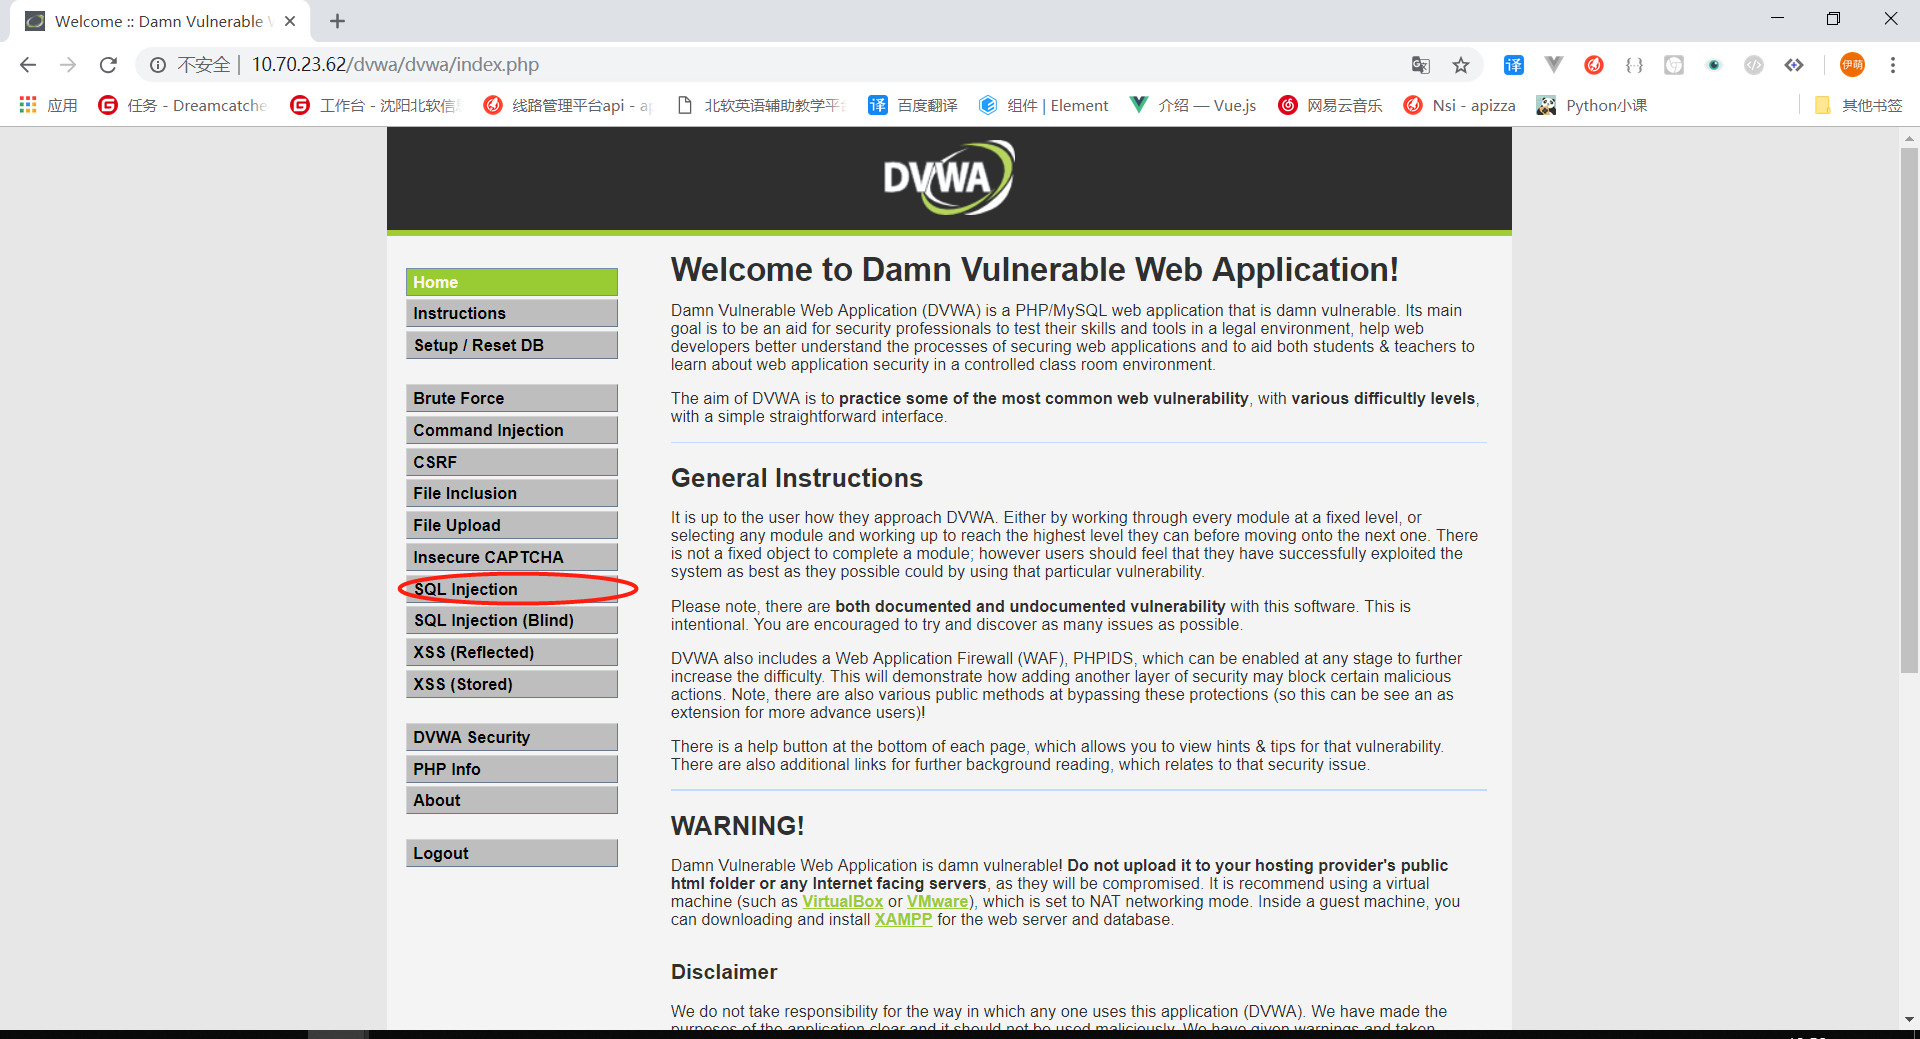 Welcome :: Damn Vulnerable
不安全 | 10.70.23.62/dvwa/dvwa/index.php
译
伊萌
应用
任务 - Dreamcatche
工作台 - 沈阳北软信
线路管理平台api - ap
北软英语辅助教学平
译 百度翻译
组件 | Element
介绍 — Vue.js
网易云音乐
Nsi - apizza
Python小课
其他书签
DVWA
Home
Instructions
Setup / Reset DB
Brute Force
Command Injection
CSRF
File Inclusion
File Upload
Insecure CAPTCHA
SQL Injection
SQL Injection (Blind)
XSS (Reflected)
XSS (Stored)
DVWA Security
PHP Info
About
Logout
Welcome to Damn Vulnerable Web Application!
Damn Vulnerable Web Application (DVWA) is a PHP/MySQL web application that is damn vulnerable. Its main
goal is to be an aid for security professionals to test their skills and tools in a legal environment, help web
developers better understand the processes of securing web applications and to aid both students & teachers to
learn about web application security in a controlled class room environment.
The aim of DVWA is to practice some of the most common web vulnerability, with various difficultly levels,
with a simple straightforward interface.
General Instructions
It is up to the user how they approach DVWA. Either by working through every module at a fixed level, or
selecting any module and working up to reach the highest level they can before moving onto the next one. There
is not a fixed object to complete a module; however users should feel that they have successfully exploited the
system as best as they possible could by using that particular vulnerability.
Please note, there are both documented and undocumented vulnerability with this software. This is
intentional. You are encouraged to try and discover as many issues as possible.
DVWA also includes a Web Application Firewall (WAF), PHPIDS, which can be enabled at any stage to further
increase the difficulty. This will demonstrate how adding another layer of security may block certain malicious
actions. Note, there are also various public methods at bypassing these protections (so this can be see an as
extension for more advance users)!
There is a help button at the bottom of each page, which allows you to view hints & tips for that vulnerability.
There are also additional links for further background reading, which relates to that security issue.
WARNING!
Damn Vulnerable Web Application is damn vulnerable! Do not upload it to your hosting provider's public
html folder or any Internet facing servers, as they will be compromised. It is recommend using a virtual
machine (such as VirtualBox or VMware), which is set to NAT networking mode. Inside a guest machine, you
can downloading and install XAMPP for the web server and database.
Disclaimer
We do not take responsibility for the way in which any one uses this application (DVWA). We have made the
purposes of the application clear and it should not be used maliciously. We have given warnings and taken